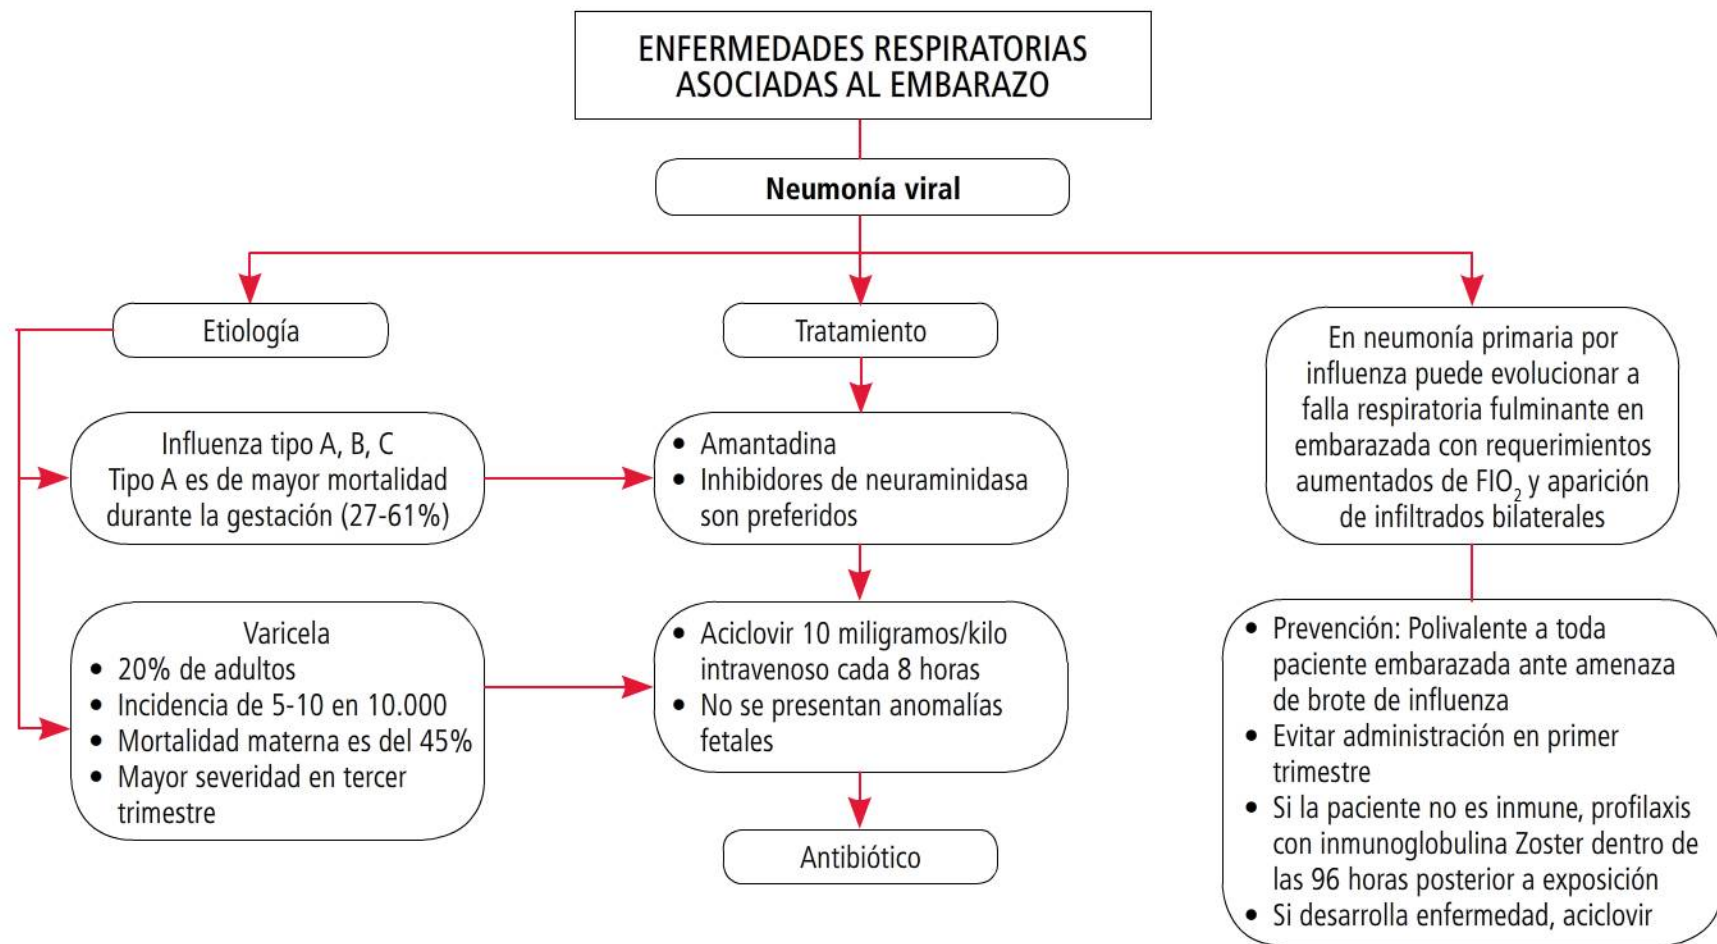 ENFERMEDADES RESPIRATORIAS
ASOCIADAS AL EMBARAZO
Neumonía viral
Etiología
Influenza tipo A, B, C
Tipo A es de mayor mortalidad
durante la gestación (27-61%)
Varicela
• 20% de adultos
• Incidencia de 5-10 en 10.000
• Mortalidad materna es del 45%
• Mayor severidad en tercer
trimestre
Tratamiento
• Amantadina
• Inhibidores de neuraminidasa
son preferidos
• Aciclovir 10 miligramos/kilo
intravenoso cada 8 horas
• No se presentan anomalías
fetales
Antibiótico
En neumonía primaria por
influenza puede evolucionar a
falla respiratoria fulminante en
embarazada con requerimientos
aumentados de FIO₂ y aparición
de infiltrados bilaterales
• Prevención: Polivalente a toda
paciente embarazada ante amenaza
de brote de influenza
• Evitar administración en primer
trimestre
• Si la paciente no es inmune, profilaxis
con inmunoglobulina Zoster dentro de
las 96 horas posterior a exposición
• Si desarrolla enfermedad, aciclovir